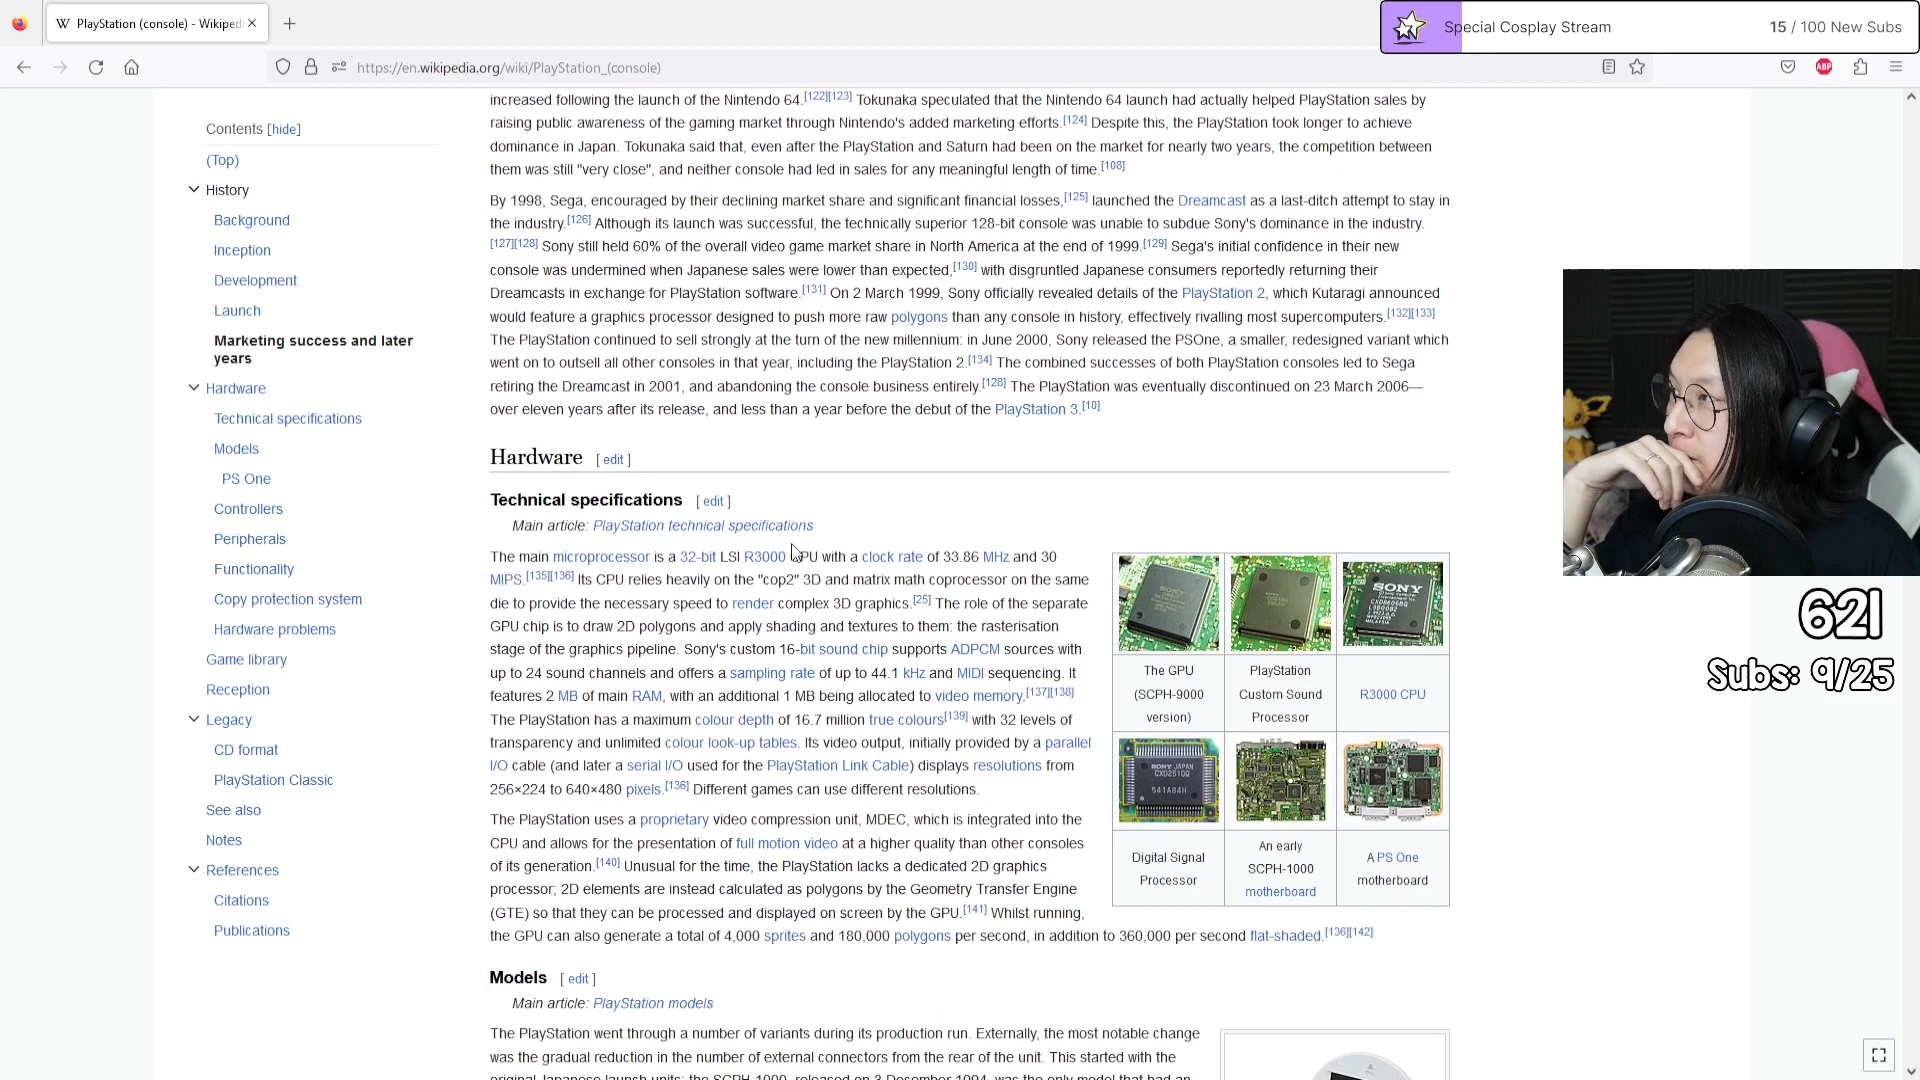 PlayStation (console) - Wikiped
Special Cosplay Stream
15 / 100 New Subs
https://en.wikipedia.org/wiki/PlayStation_(console)
ABP
Contents [hide]
(Top)
History
Background
Inception
Development
Launch
Marketing success and later
years
Hardware
Technical specifications
Models
PS One
Controllers
Peripherals
Functionality
Copy protection system
Hardware problems
Game library
Reception
Legacy
CD format
PlayStation Classic
See also
Notes
References
Citations
Publications
increased following the launch of the Nintendo 64.[122][123] Tokunaka speculated that the Nintendo 64 launch had actually helped PlayStation sales by
raising public awareness of the gaming market through Nintendo's added marketing efforts.[124] Despite this, the PlayStation took longer to achieve
dominance in Japan. Tokunaka said that, even after the PlayStation and Saturn had been on the market for nearly two years, the competition between
them was still "very close", and neither console had led in sales for any meaningful length of time.[108]
By 1998, Sega, encouraged by their declining market share and significant financial losses,[125] launched the Dreamcast as a last-ditch attempt to stay in
the industry.[126] Although its launch was successful, the technically superior 128-bit console was unable to subdue Sony's dominance in the industry.
[127][128] Sony still held 60% of the overall video game market share in North America at the end of 1999.[129] Sega's initial confidence in their new
console was undermined when Japanese sales were lower than expected,[130] with disgruntled Japanese consumers reportedly returning their
Dreamcasts in exchange for PlayStation software.[131] On 2 March 1999, Sony officially revealed details of the PlayStation 2, which Kutaragi announced
would feature a graphics processor designed to push more raw polygons than any console in history, effectively rivalling most supercomputers.[132][133]
The PlayStation continued to sell strongly at the turn of the new millennium: in June 2000, Sony released the PSOne, a smaller, redesigned variant which
went on to outsell all other consoles in that year, including the PlayStation 2.[134] The combined successes of both PlayStation consoles led to Sega
retiring the Dreamcast in 2001, and abandoning the console business entirely.[128] The PlayStation was eventually discontinued on 23 March 2006—
over eleven years after its release, and less than a year before the debut of the PlayStation 3.[10]
Hardware [ edit ]
Technical specifications [ edit ]
Main article: PlayStation technical specifications
The main microprocessor is a 32-bit LSI R3000 CPU with a clock rate of 33.86 MHz and 30
MIPS.[135][136] Its CPU relies heavily on the "cop2" 3D and matrix math coprocessor on the same
die to provide the necessary speed to render complex 3D graphics.[25] The role of the separate
GPU chip is to draw 2D polygons and apply shading and textures to them: the rasterisation
stage of the graphics pipeline. Sony's custom 16-bit sound chip supports ADPCM sources with
up to 24 sound channels and offers a sampling rate of up to 44.1 kHz and MIDI sequencing. It
features 2 MB of main RAM, with an additional 1 MB being allocated to video memory.[137][138]
The PlayStation has a maximum colour depth of 16.7 million true colours[139] with 32 levels of
transparency and unlimited colour look-up tables. Its video output, initially provided by a parallel
I/O cable (and later a serial I/O used for the PlayStation Link Cable) displays resolutions from
256×224 to 640×480 pixels.[136] Different games can use different resolutions.
The PlayStation uses a proprietary video compression unit, MDEC, which is integrated into the
CPU and allows for the presentation of full motion video at a higher quality than other consoles
of its generation.[140] Unusual for the time, the PlayStation lacks a dedicated 2D graphics
processor; 2D elements are instead calculated as polygons by the Geometry Transfer Engine
(GTE) so that they can be processed and displayed on screen by the GPU.[141] Whilst running,
the GPU can also generate a total of 4,000 sprites and 180,000 polygons per second, in addition to 360,000 per second flat-shaded.[136][142]
SONY
The GPU
(SCPH-9000
version)
PlayStation
Custom Sound
Processor
R3000 CPU
SONY JAPAN
CXD2510Q
541A84H
Digital Signal
Processor
An early
SCPH-1000
motherboard
A PS One
motherboard
Models [ edit ]
Main article: PlayStation models
The PlayStation went through a number of variants during its production run. Externally, the most notable change
was the gradual reduction in the number of external connectors from the rear of the unit. This started with the
original Japanese launch units; the SCPH-1000, released on 3 December 1994, was the only model that had an
621
Subs: 9/25